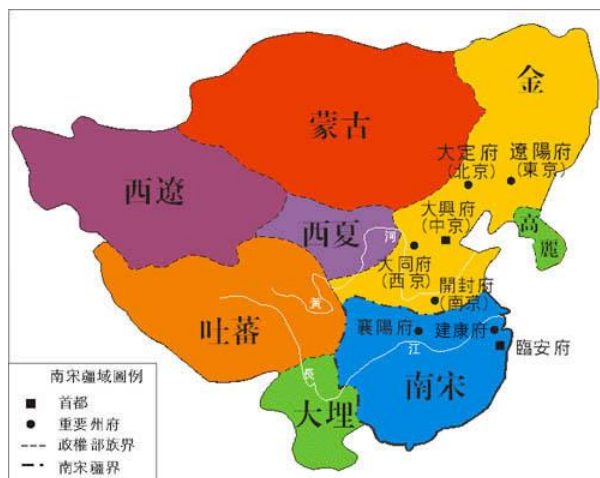 金
蒙古
大定府
(北京)
遼陽府
(東京)
西遼
大興府
(中京)
西夏
河
高麗
大同府
(西京)
開封府
(南京)
黃
吐蕃
襄陽府
建康府
江
臨安府
長
南宋
大埋
南宋疆域圖例
首都
重要州府
政權部族界
南宋疆界